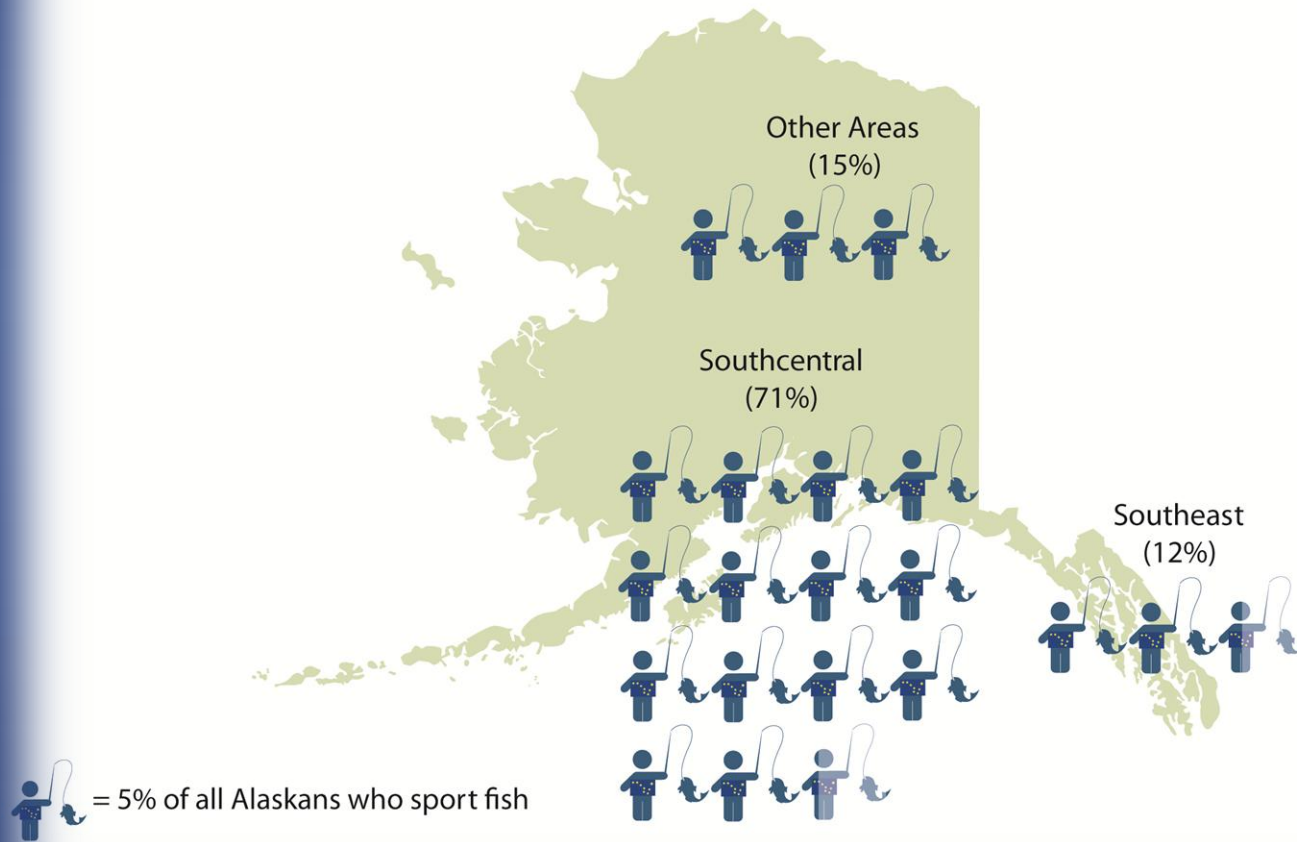 Other Areas
(15%)
Southcentral
(71%)
Southeast
(12%)
= 5% of all Alaskans who sport fish